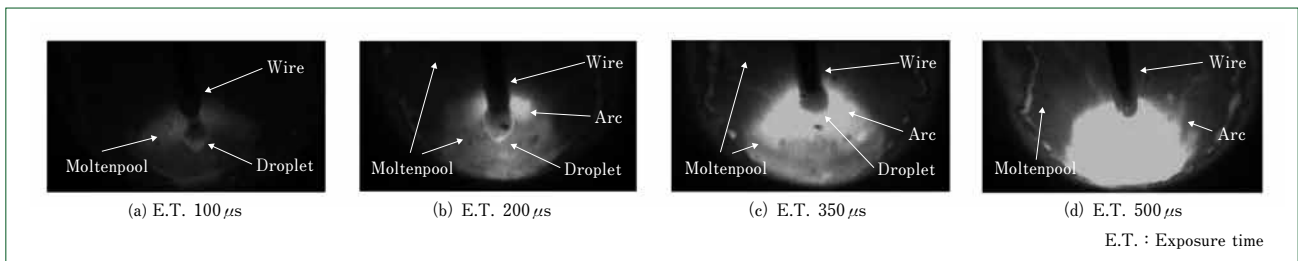 Wire
Moltenpool
Droplet
(a) E.T. 100μs
Wire
Arc
Moltenpool
Droplet
(b) E.T. 200μs
Wire
Arc
Moltenpool
Droplet
(c) E.T. 350μs
Wire
Arc
Moltenpool
(d) E.T. 500μs
E.T. : Exposure time